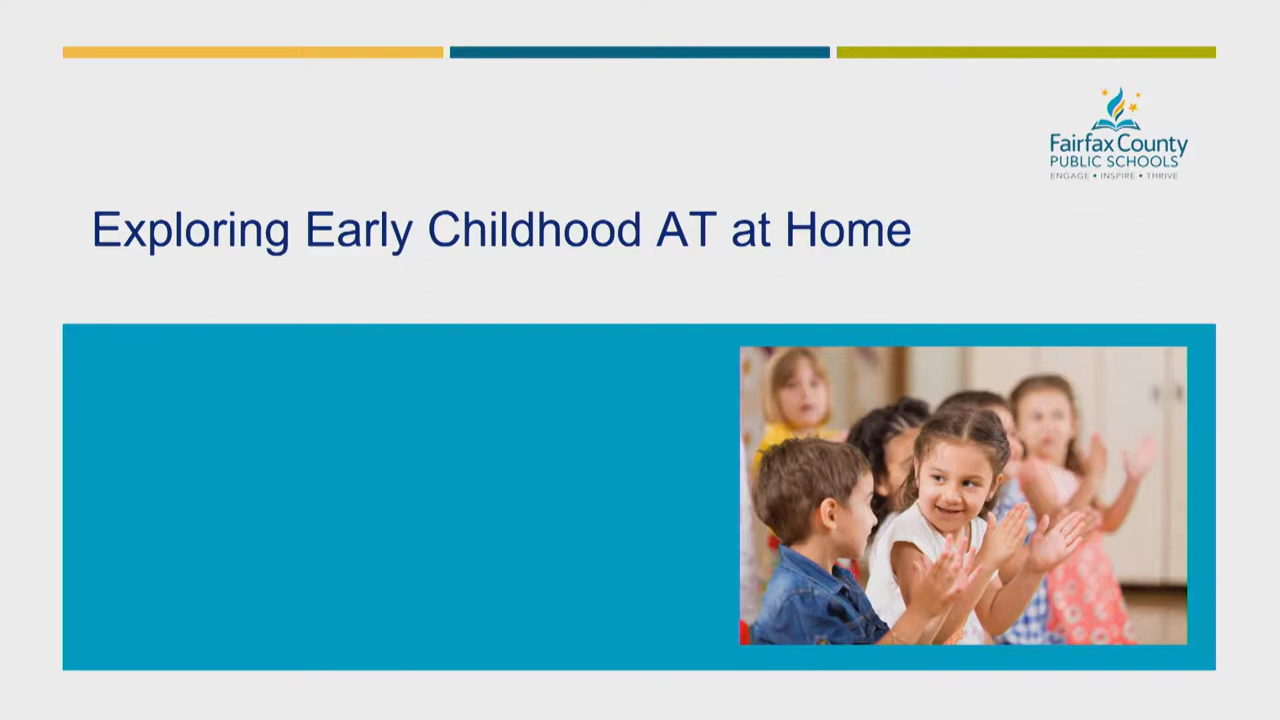 Fairfax County
PUBLIC SCHOOLS
ENGAGE • INSPIRE • THRIVE
Exploring Early Childhood AT at Home